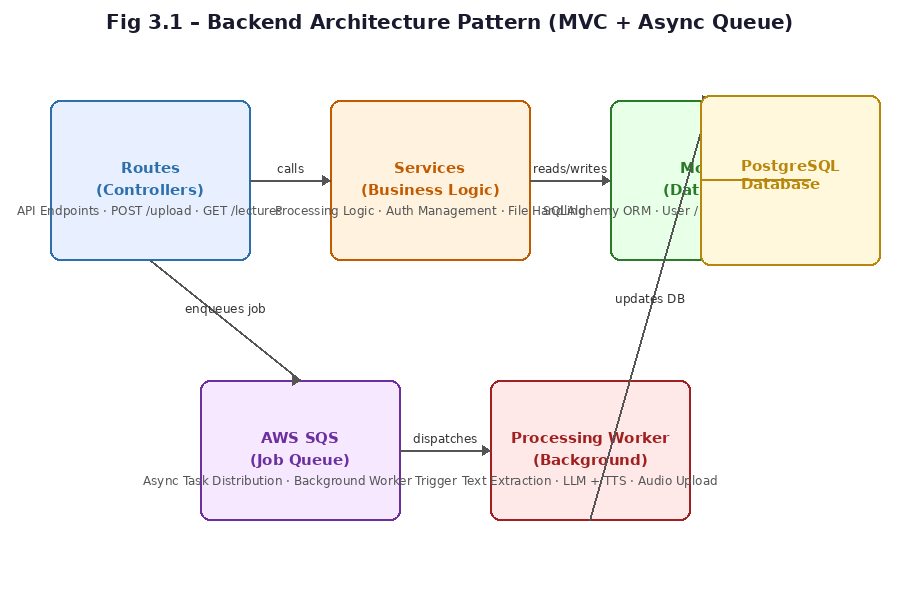 Fig 3.1 – Backend Architecture Pattern (MVC + Async Queue)
Routes
(Controllers)
API Endpoints · POST /upload · GET /lectures
calls
Services
(Business Logic)
Processing Logic · Auth Management · File Handling
reads/writes
SQLAlchemy ORM · User /
PostgreSQL
Database
enqueues job
updates DB
AWS SQS
(Job Queue)
Async Task Distribution · Background Worker Trigger
dispatches
Processing Worker
(Background)
Text Extraction · LLM + TTS · Audio Upload